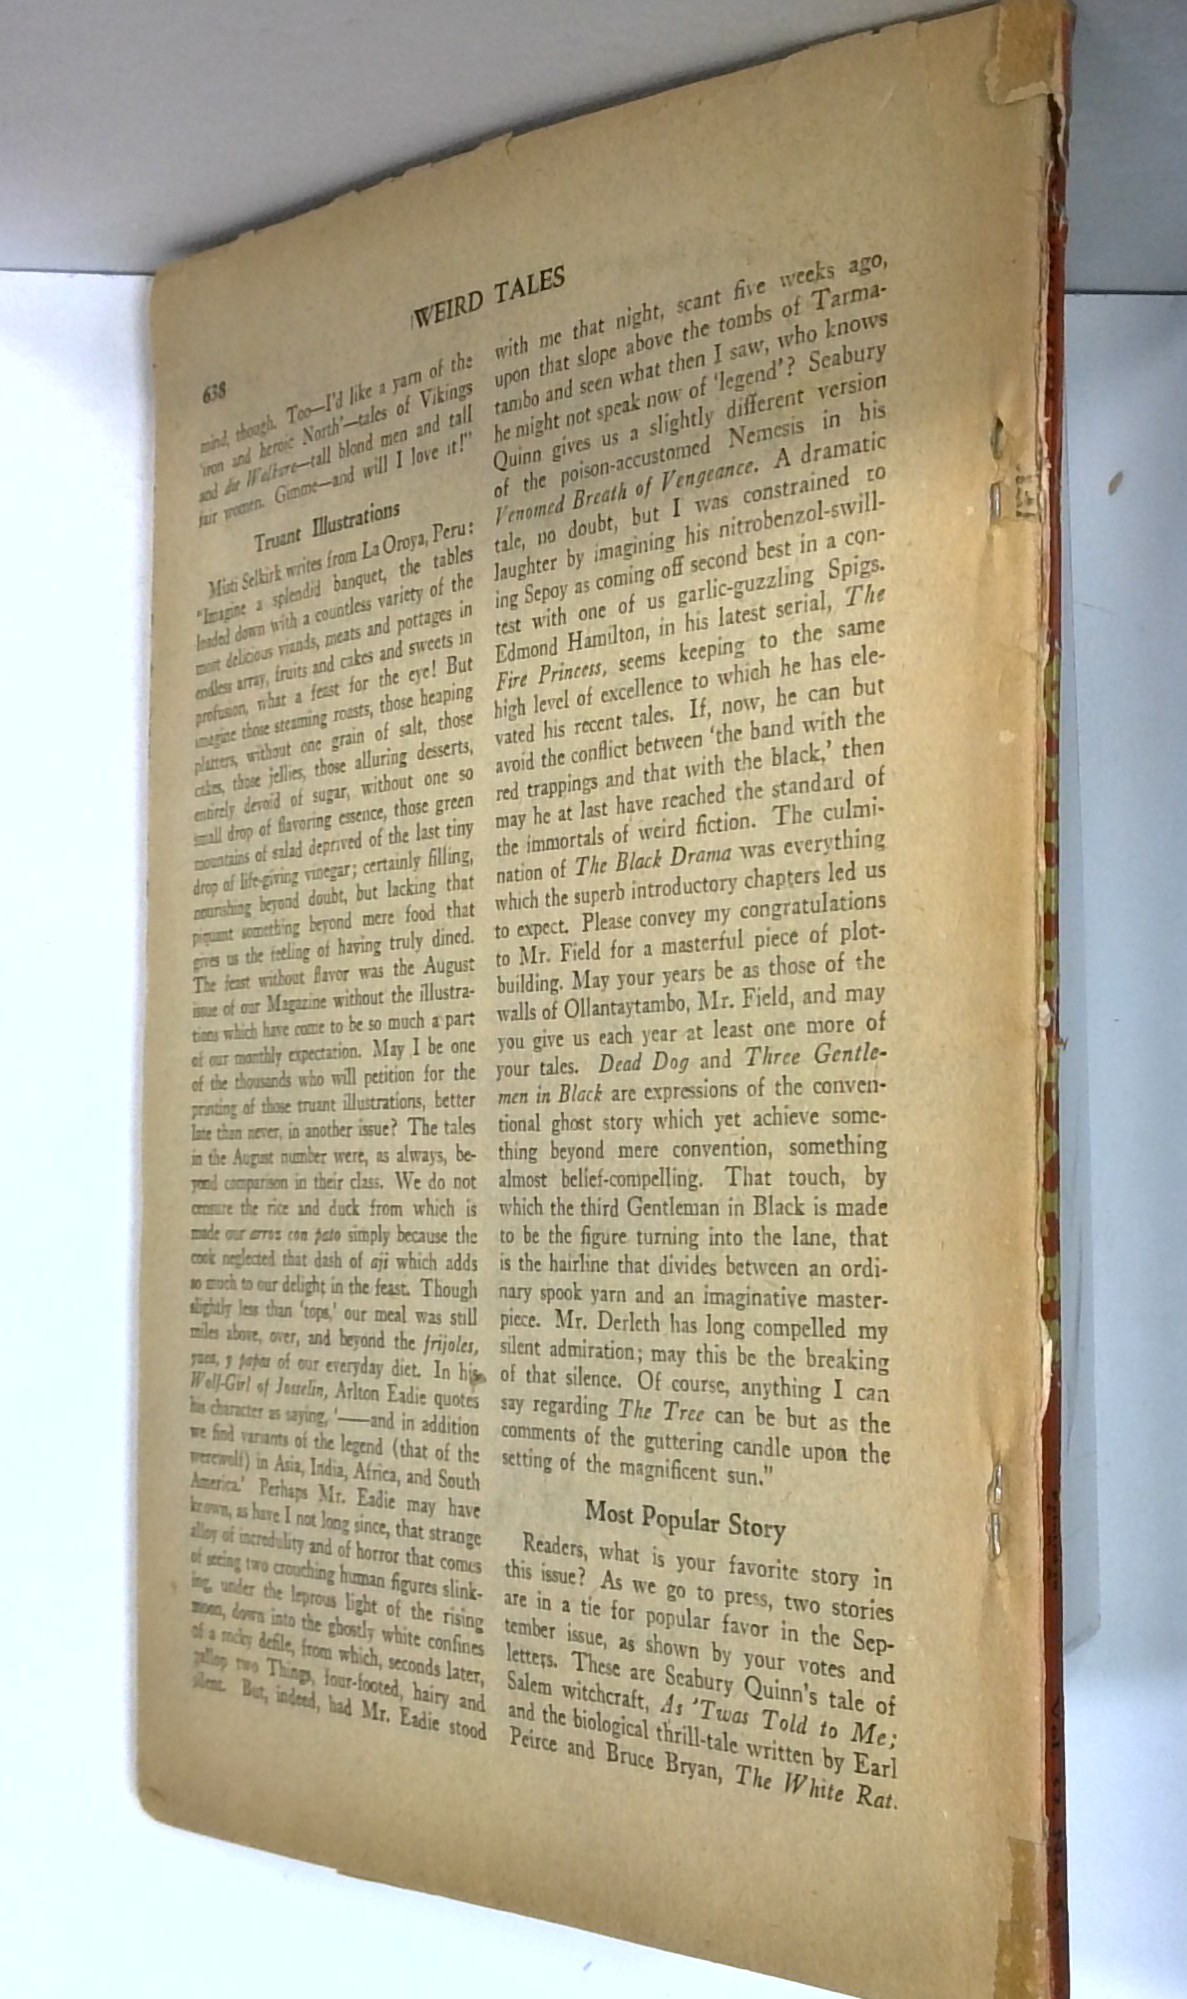 638
WEIRD TALES
mind, though. Too—I'd like a yarn of the
'iron and heroic North'—tales of Vikings
and die Walkure—tall blond men and tall
fair women. Gimme—and will I love it!"
Truant Illustrations
Misti Selkirk writes from La Oroya, Peru:
"Imagine a splendid banquet, the tables
loaded down with a countless variety of the
most delicious viands, meats and pottages in
endless array, fruits and cakes and sweets in
profusion, what a feast for the eye! But
imagine those steaming roasts, those heaping
platters, without one grain of salt, those
cakes, those jellies, those alluring desserts,
entirely devoid of sugar, without one so
small drop of flavoring essence, those green
mountains of salad deprived of the last tiny
drop of life-giving vinegar; certainly filling,
nourishing beyond doubt, but lacking that
piquant something beyond mere food that
gives us the feeling of having truly dined.
The feast without flavor was the August
issue of our Magazine without the illustra-
tions which have come to be so much a part
of our monthly expectation. May I be one
of the thousands who will petition for the
printing of those truant illustrations, better
late than never, in another issue? The tales
in the August number were, as always, be-
yond comparison in their class. We do not
censure the rice and duck from which is
made our arroz con pato simply because the
cook neglected that dash of aji which adds
so much to our delight in the feast. Though
slightly less than 'tops,' our meal was still
miles above, over, and beyond the frijoles,
y papas of our everyday diet. In his
Wolf-Girl of Josselin, Arlton Eadie quotes
his character as saying, '——and in addition
we find variants of the legend (that of the
werewolf) in Asia, India, Africa, and South
America.' Perhaps Mr. Eadie may have
known, as have I not long since, that strange
alloy of incredulity and of horror that comes
of seeing two crouching human figures slink-
ing, under the leprous light of the rising
moon, down into the ghostly white confines
of a rocky defile, from which, seconds later,
gallop two Things, four-footed, hairy and
silent. But, indeed, had Mr. Eadie stood
with me that night, scant five weeks ago,
upon that slope above the tombs of Tarma-
tambo and seen what then I saw, who knows
he might not speak now of 'legend'? Seabury
Quinn gives us a slightly different version
of the poison-accustomed Nemesis in his
Venomed Breath of Vengeance. A dramatic
tale, no doubt, but I was constrained to
laughter by imagining his nitrobenzol-swill-
ing Sepoy as coming off second best in a con-
test with one of us garlic-guzzling Spigs.
Edmond Hamilton, in his latest serial, The
Fire Princess, seems keeping to the same
high level of excellence to which he has ele-
vated his recent tales. If, now, he can but
avoid the conflict between 'the band with the
red trappings and that with the black,' then
may he at last have reached the standard of
the immortals of weird fiction. The culmi-
nation of The Black Drama was everything
which the superb introductory chapters led us
to expect. Please convey my congratulations
to Mr. Field for a masterful piece of plot-
building. May your years be as those of the
walls of Ollantaytambo, Mr. Field, and may
you give us each year at least one more of
your tales. Dead Dog and Three Gentle-
men in Black are expressions of the conven-
tional ghost story which yet achieve some-
thing beyond mere convention, something
almost belief-compelling. That touch, by
which the third Gentleman in Black is made
to be the figure turning into the lane, that
is the hairline that divides between an ordi-
nary spook yarn and an imaginative master-
piece. Mr. Derleth has long compelled my
silent admiration; may this be the breaking
of that silence. Of course, anything I can
say regarding The Tree can be but as the
comments of the guttering candle upon the
setting of the magnificent sun."
Most Popular Story
Readers, what is your favorite story in
this issue? As we go to press, two stories
are in a tie for popular favor in the Sep-
tember issue, as shown by your votes and
letters. These are Seabury Quinn's tale of
Salem witchcraft, As 'Twas Told to Me;
and the biological thrill-tale written by Earl
Peirce and Bruce Bryan, The White Rat.